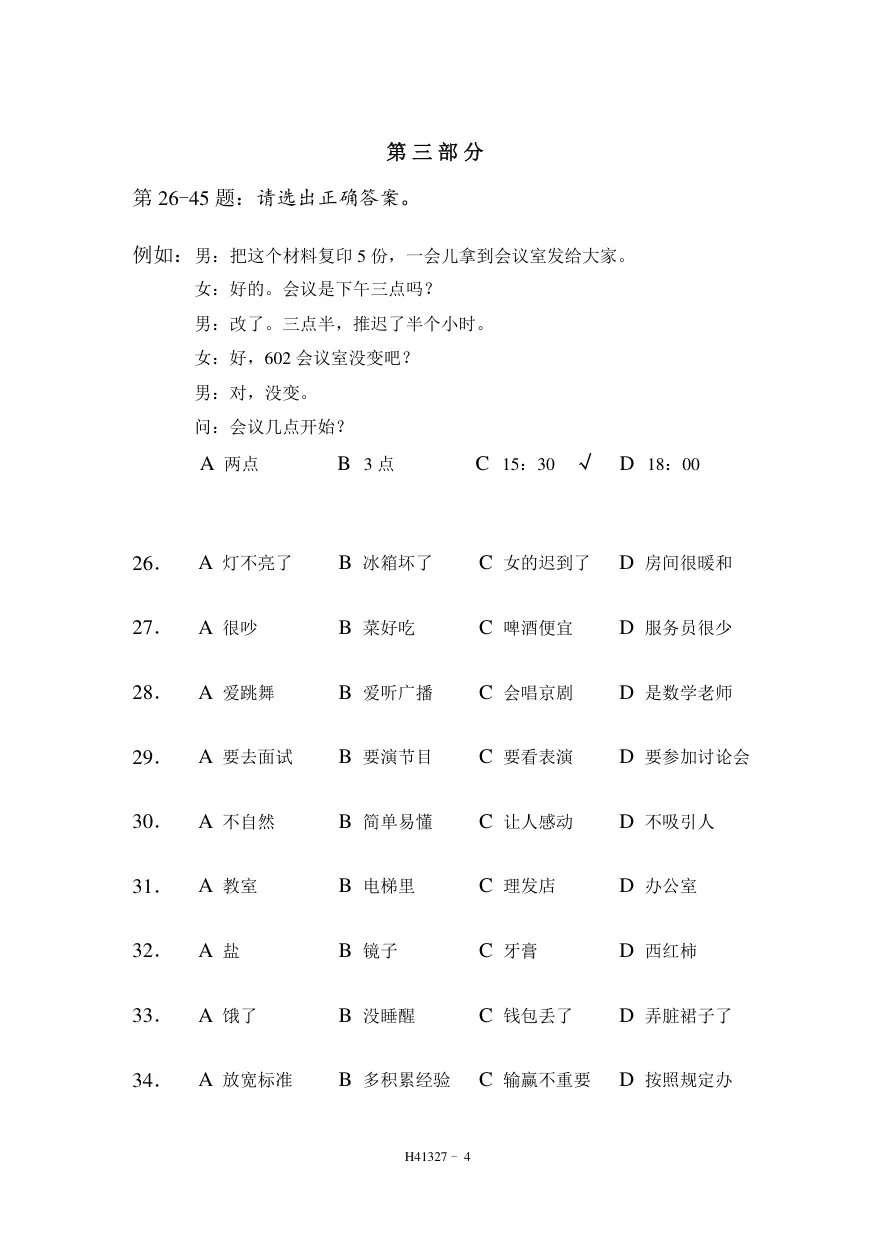 第三部分
第 26-45 题：请选出正确答案。
例如：男：把这个材料复印 5 份，一会儿拿到会议室发给大家。
女：好的。会议是下午三点吗？
男：改了。三点半，推迟了半个小时。
女：好，602 会议室没变吧？
男：对，没变。
问：会议几点开始？
A 两点 B 3 点 C 15：30 √ D 18：00
26． A 灯不亮了 B 冰箱坏了 C 女的迟到了 D 房间很暖和
27． A 很吵 B 菜好吃 C 啤酒便宜 D 服务员很少
28． A 爱跳舞 B 爱听广播 C 会唱京剧 D 是数学老师
29． A 要去面试 B 要演节目 C 要看表演 D 要参加讨论会
30． A 不自然 B 简单易懂 C 让人感动 D 不吸引人
31． A 教室 B 电梯里 C 理发店 D 办公室
32． A 盐 B 镜子 C 牙膏 D 西红柿
33． A 饿了 B 没睡醒 C 钱包丢了 D 弄脏裙子了
34． A 放宽标准 B 多积累经验 C 输赢不重要 D 按照规定办
H41327 - 4